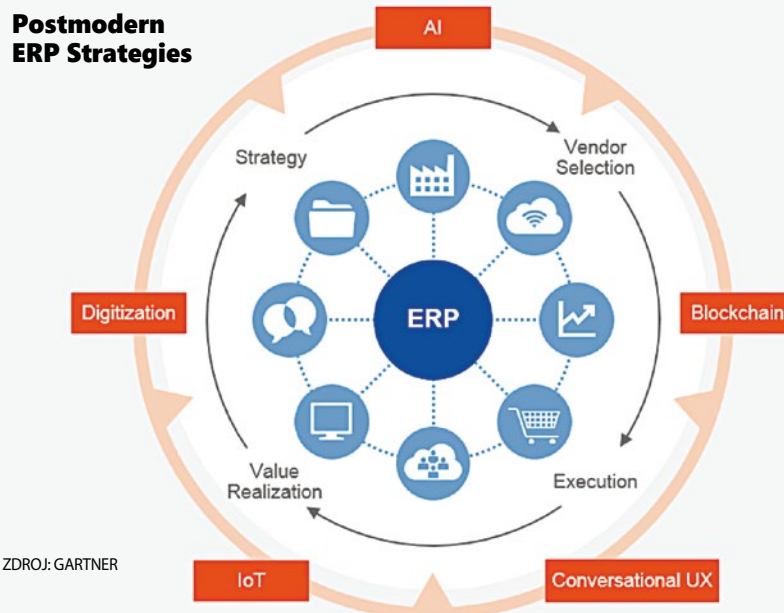 Postmodern
ERP Strategies
AI
Strategy
Vendor
Selection
Digitization
ERP
Blockchain
Value
Realization
Execution
ZDROJ: GARTNER
IoT
Conversational UX